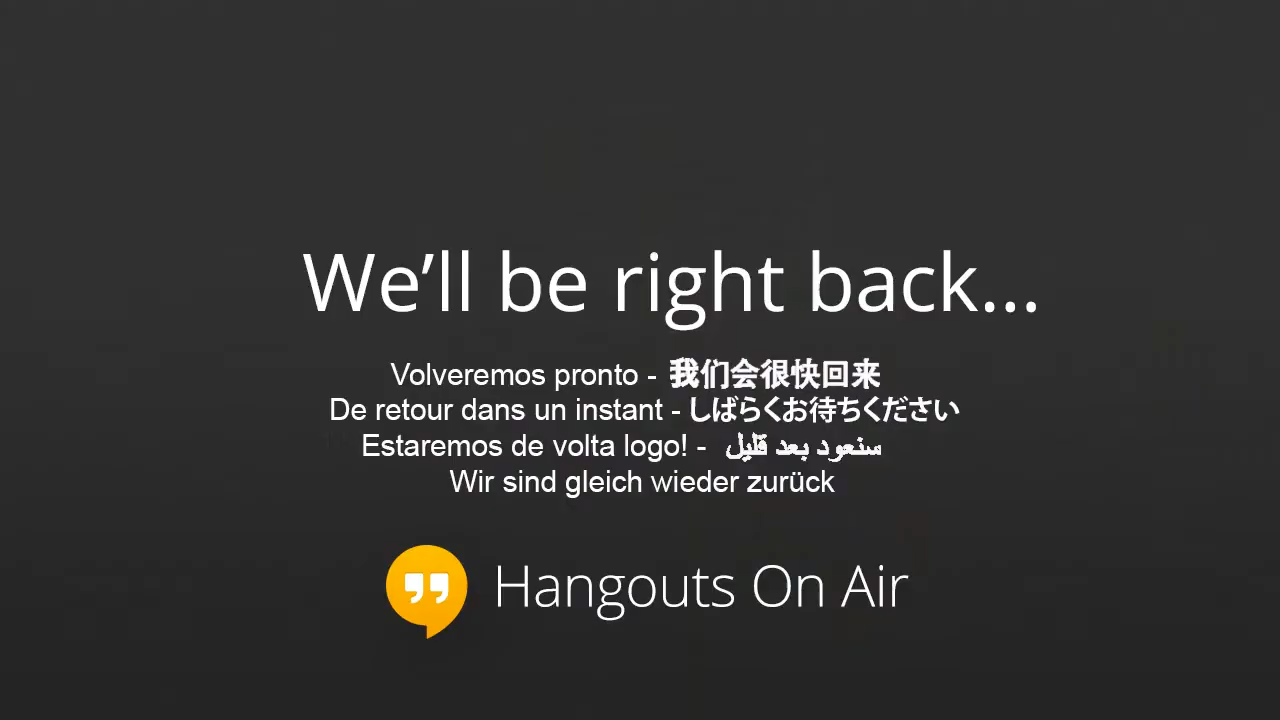 We’ll be right back...
Volveremos pronto - 我们会很快回来
De retour dans un instant - しばらくお待ちください
Estaremos de volta logo! - سنعود بعد قليل
Wir sind gleich wieder zurück
Hangouts On Air